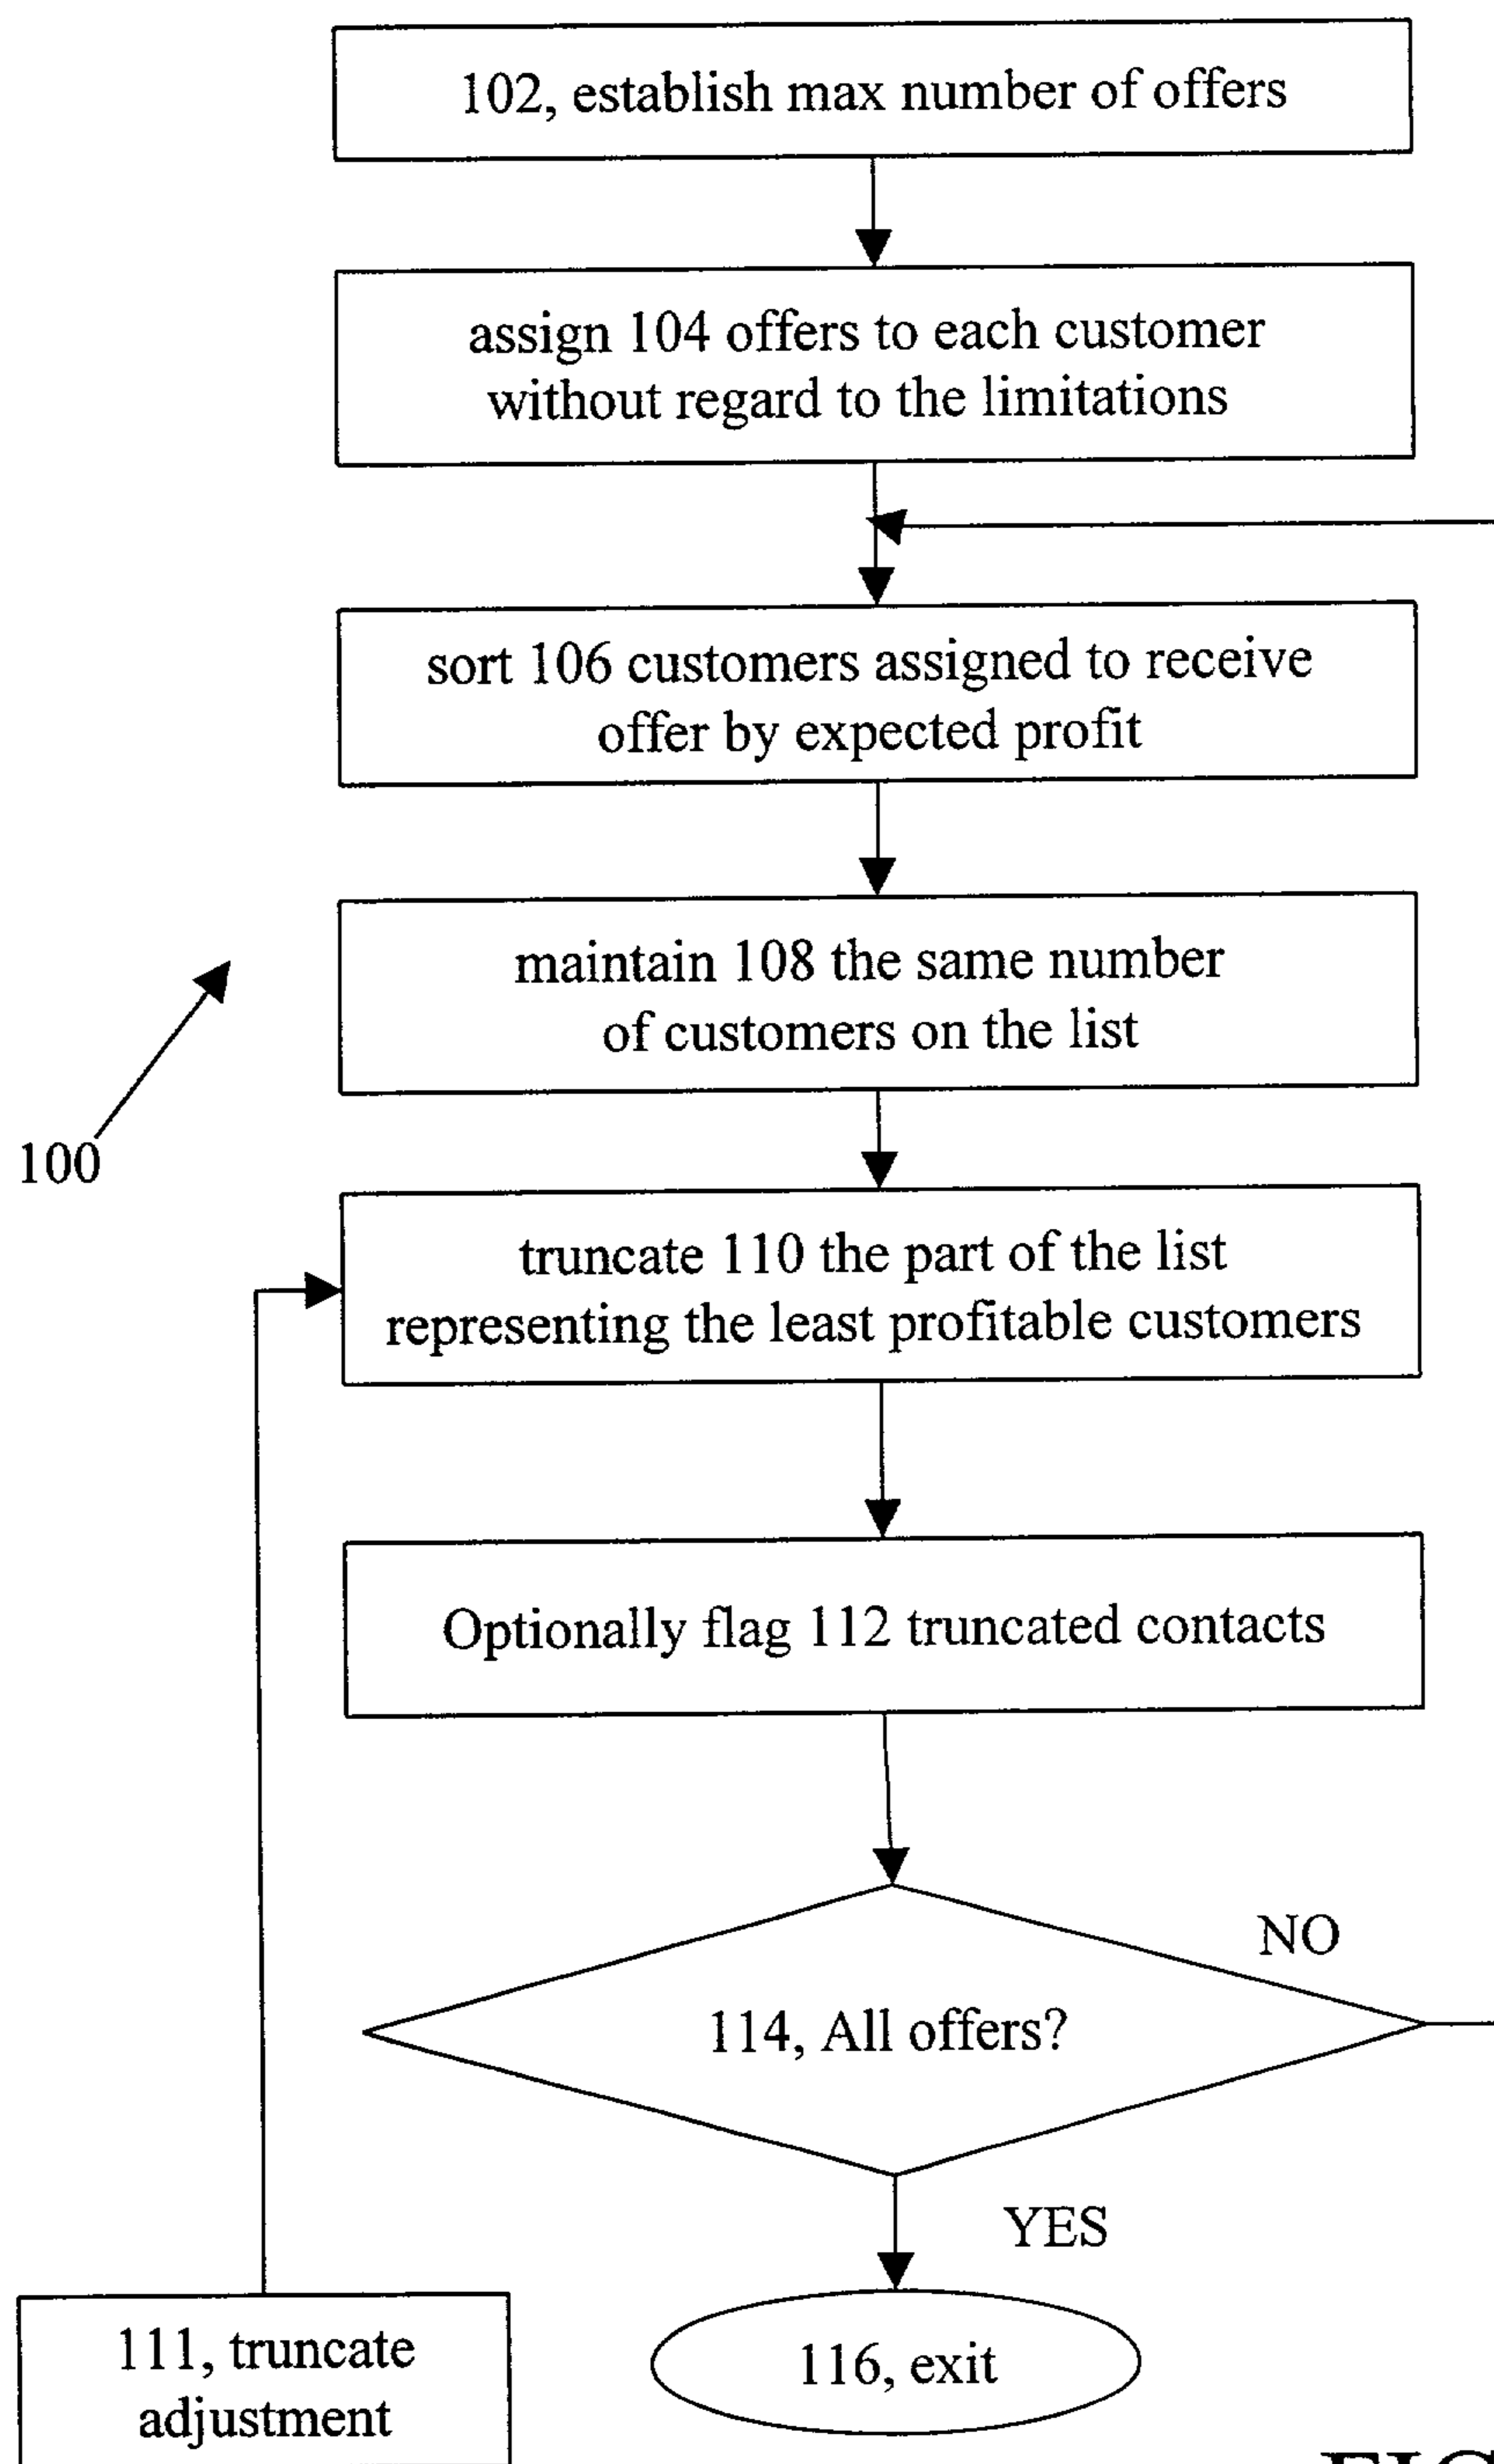 102, establish max number of offers
assign 104 offers to each customer
without regard to the limitations
sort 106 customers assigned to receive
offer by expected profit
maintain 108 the same number
of customers on the list
100
truncate 110 the part of the list
representing the least profitable customers
Optionally flag 112 truncated contacts
NO
114, All offers?
YES
111, truncate
adjustment
116, exit